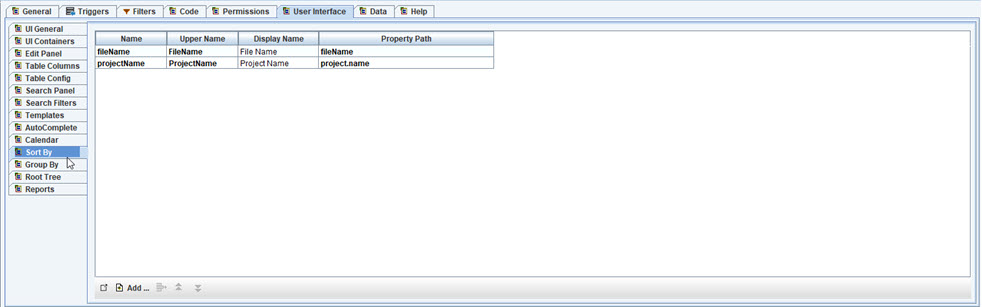 General Triggers Filters Code Permissions User Interface Data Help
UI General
UI Containers
Edit Panel
Table Columns
Table Config
Search Panel
Search Filters
Templates
AutoComplete
Calendar
Sort By
Group By
Root Tree
Reports
Name Upper Name Display Name Property Path
fileName FileName File Name fileName
projectName ProjectName Project Name project.name
Add ...